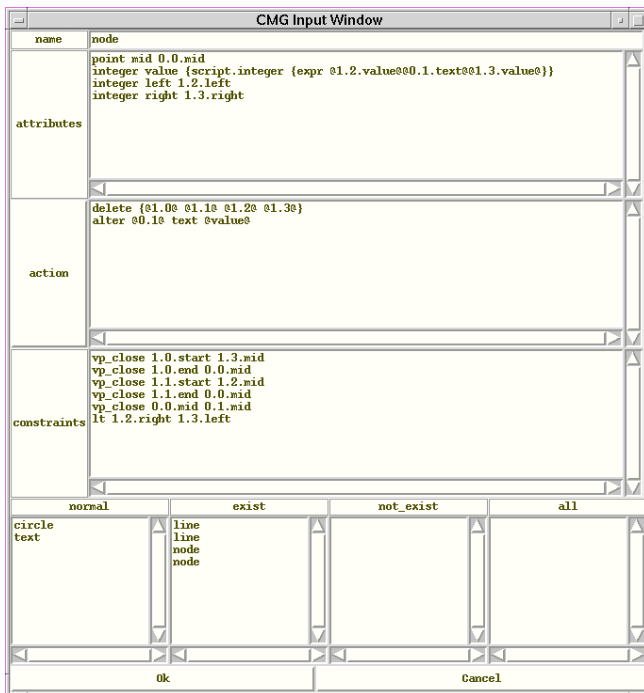 CMG Input Window
name
node
attributes
point mid 0.0.mid
integer value {script.integer {expr @1.2.value@@0.1.text@@1.3.value@}}
integer left 1.2.left
integer right 1.3.right
action
delete {@1.0@ @1.1@ @1.2@ @1.3@}
alter @0.1@ text @value@
constraints
vp_close 1.0.start 1.3.mid
vp_close 1.0.end 0.0.mid
vp_close 1.1.start 1.2.mid
vp_close 1.1.end 0.0.mid
vp_close 0.0.mid 0.1.mid
lt 1.2.right 1.3.left
normal exist not_exist all
circle
text
line
line
node
node
Ok Cancel